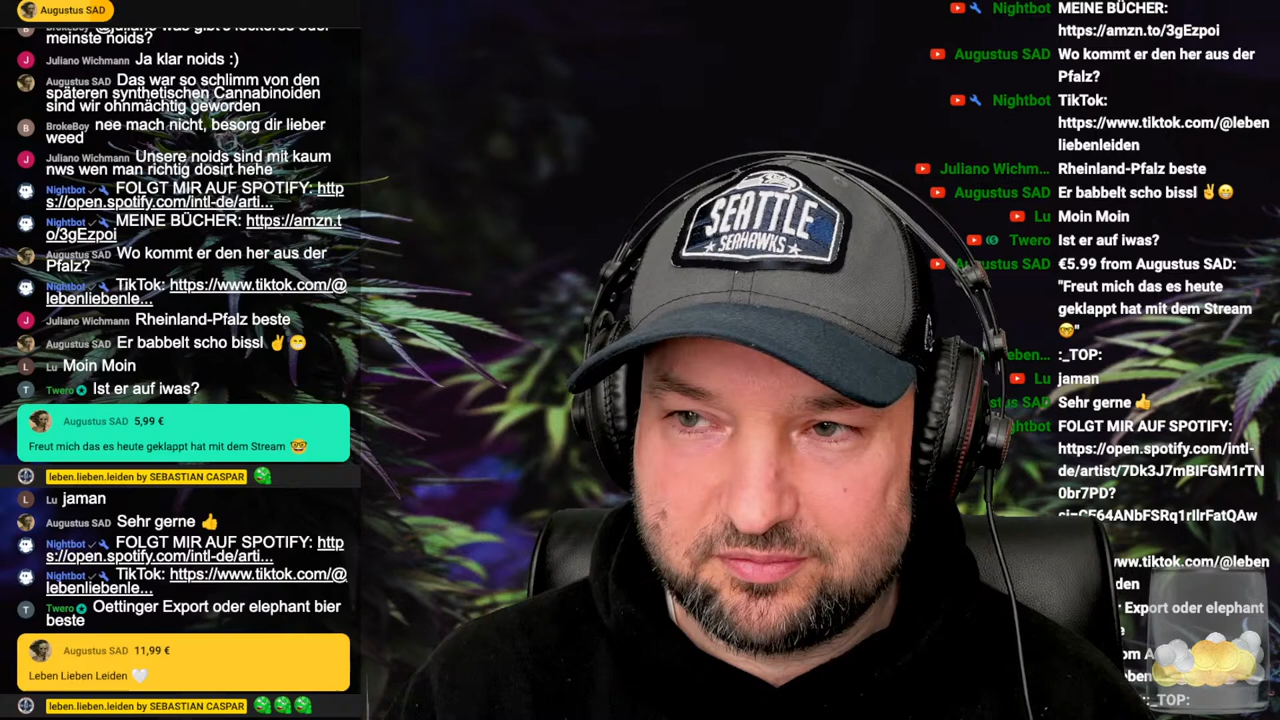 Augustus SAD
meinste noids?
Juliano Wichmann Ja klar noids :)
Augustus SAD Das war so schlimm von den
späteren synthetischen Cannabinoiden
sind wir ohnmächtig geworden
BrokeBoy nee mach nicht, besorg dir lieber
weed
Juliano Wichmann Unsere noids sind mit kaum
nws wen man richtig dosirt hehe
Nightbot FOLGT MIR AUF SPOTIFY: http
s://open.spotify.com/intl-de/arti...
Nightbot MEINE BÜCHER: https://amzn.t
o/3gEzpoi
Augustus SAD Wo kommt er den her aus der
Pfalz?
Nightbot TikTok: https://www.tiktok.com/@
lebenliebenle...
Juliano Wichmann Rheinland-Pfalz beste
Augustus SAD Er babbelt scho bissl ✌️😁
Lu Moin Moin
Twero Ist er auf iwas?
Augustus SAD 5,99 €
Freut mich das es heute geklappt hat mit dem Stream 🤓
leben.lieben.leiden by SEBASTIAN CASPAR
Lu jaman
Augustus SAD Sehr gerne 👍
Nightbot FOLGT MIR AUF SPOTIFY: http
s://open.spotify.com/intl-de/arti...
Nightbot TikTok: https://www.tiktok.com/@
lebenliebenle...
Twero Oettinger Export oder elephant bier
beste
Augustus SAD 11,99 €
Leben Lieben Leiden 🤍
leben.lieben.leiden by SEBASTIAN CASPAR
SEATTLE
SEAHAWKS
Nightbot MEINE BÜCHER:
https://amzn.to/3gEzpoi
Augustus SAD Wo kommt er den her aus der
Pfalz?
Nightbot TikTok:
https://www.tiktok.com/@leben
liebenleiden
Juliano Wichm... Rheinland-Pfalz beste
Augustus SAD Er babbelt scho bissl ✌️😁
Lu Moin Moin
Twero Ist er auf iwas?
€5.99 from Augustus SAD:
"Freut mich das es heute
geklappt hat mit dem Stream
🤓"
:_TOP:
Lu jaman
Sehr gerne 👍
FOLGT MIR AUF SPOTIFY:
https://open.spotify.com/intl-
de/artist/7Dk3J7mBIFGM1rTN
0br7PD?
Export oder elephant
:_TOP: